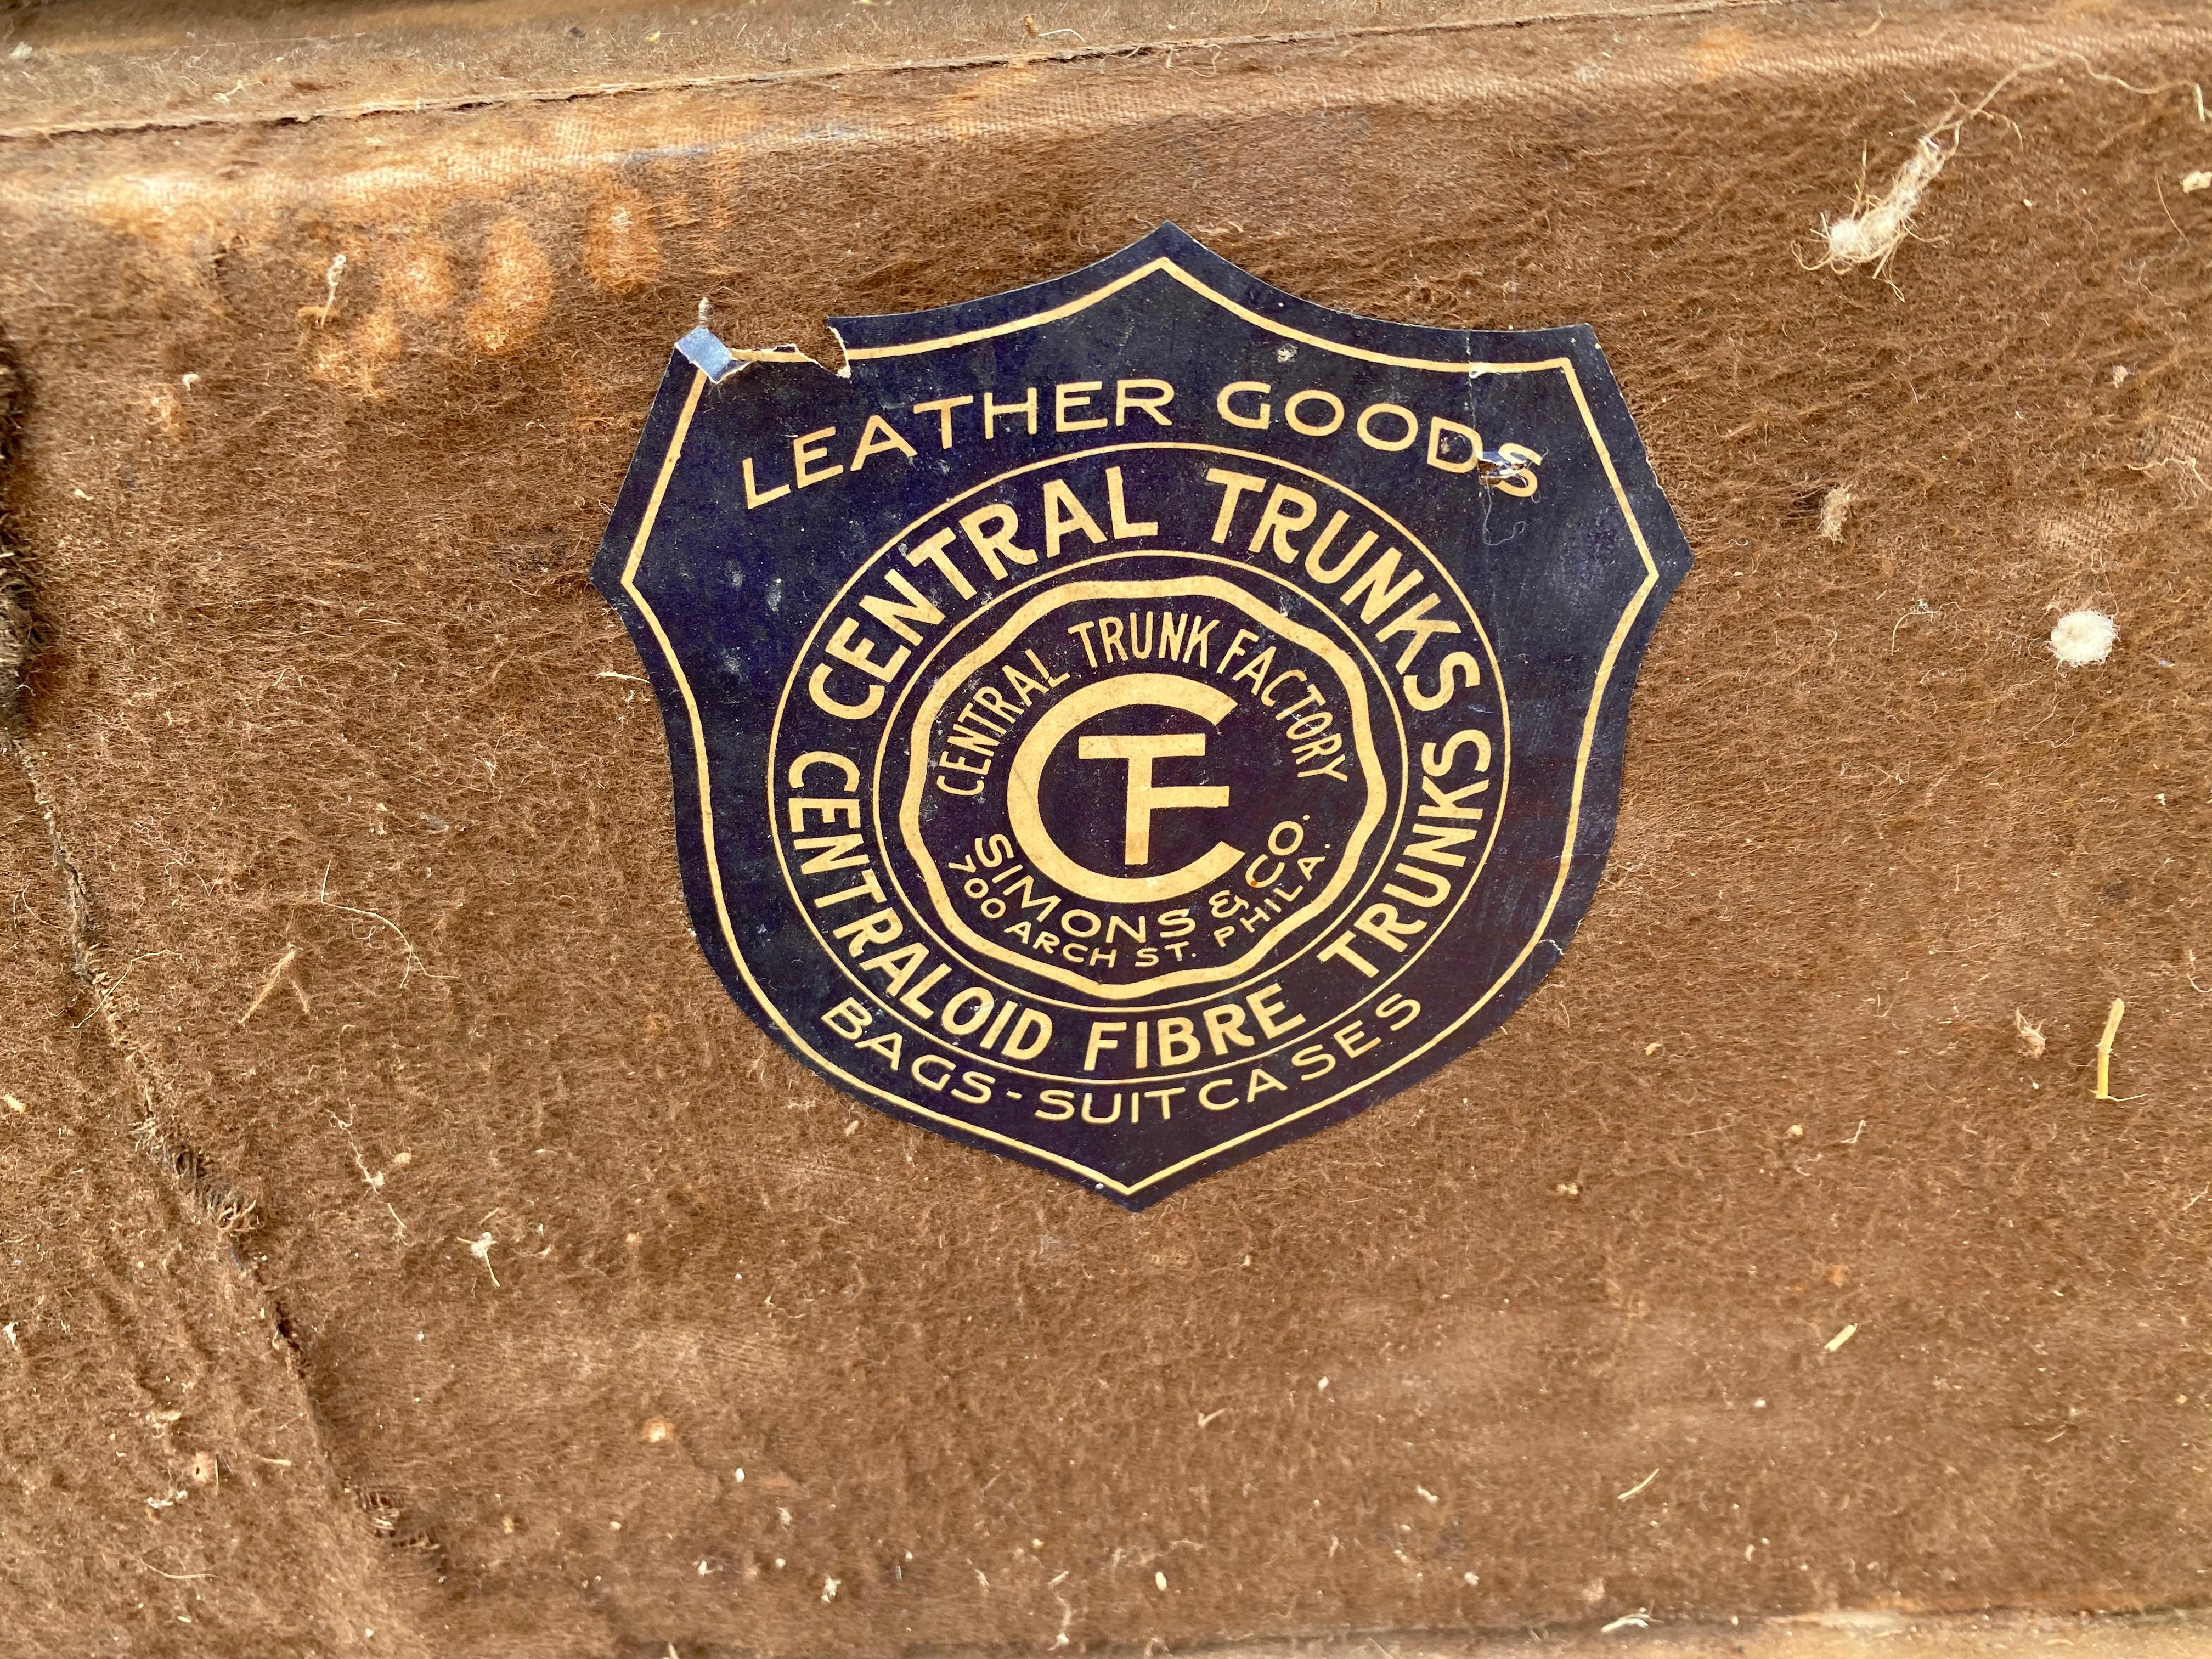 LEATHER GOODS
CENTRAL TRUNKS
CENTRAL TRUNK FACTORY
CTF
SIMONS & CO.
700 ARCH ST. PHILA.
CENTRALOID FIBRE TRUNKS
BAGS - SUITCASES